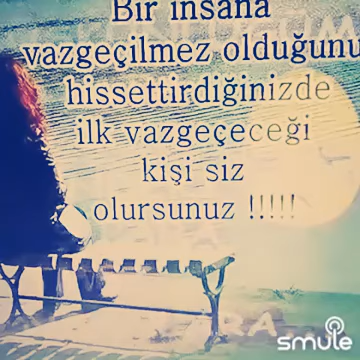 Bir insana
vazgeçilmez olduğunu
hissettirdiğinizde
ilk vazgeçeceği
kişi siz
olursunuz !!!!!
smule